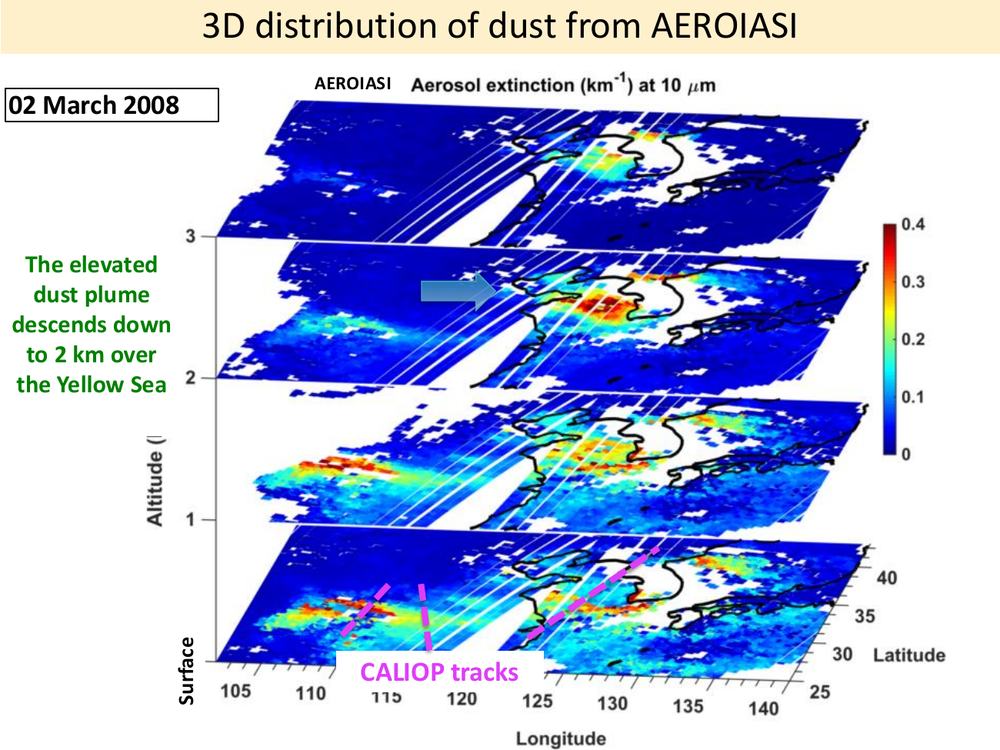 3D distribution of dust from AEROIASI
AEROIASI Aerosol extinction (km⁻¹) at 10 μm
02 March 2008
The elevated
dust plume
descends down
to 2 km over
the Yellow Sea
3
2
1
Surface
Altitude (
0.4
0.3
0.2
0.1
0
CALIOP tracks
105
110
115
120
125
130
135
140
Longitude
40
35
30
25
Latitude